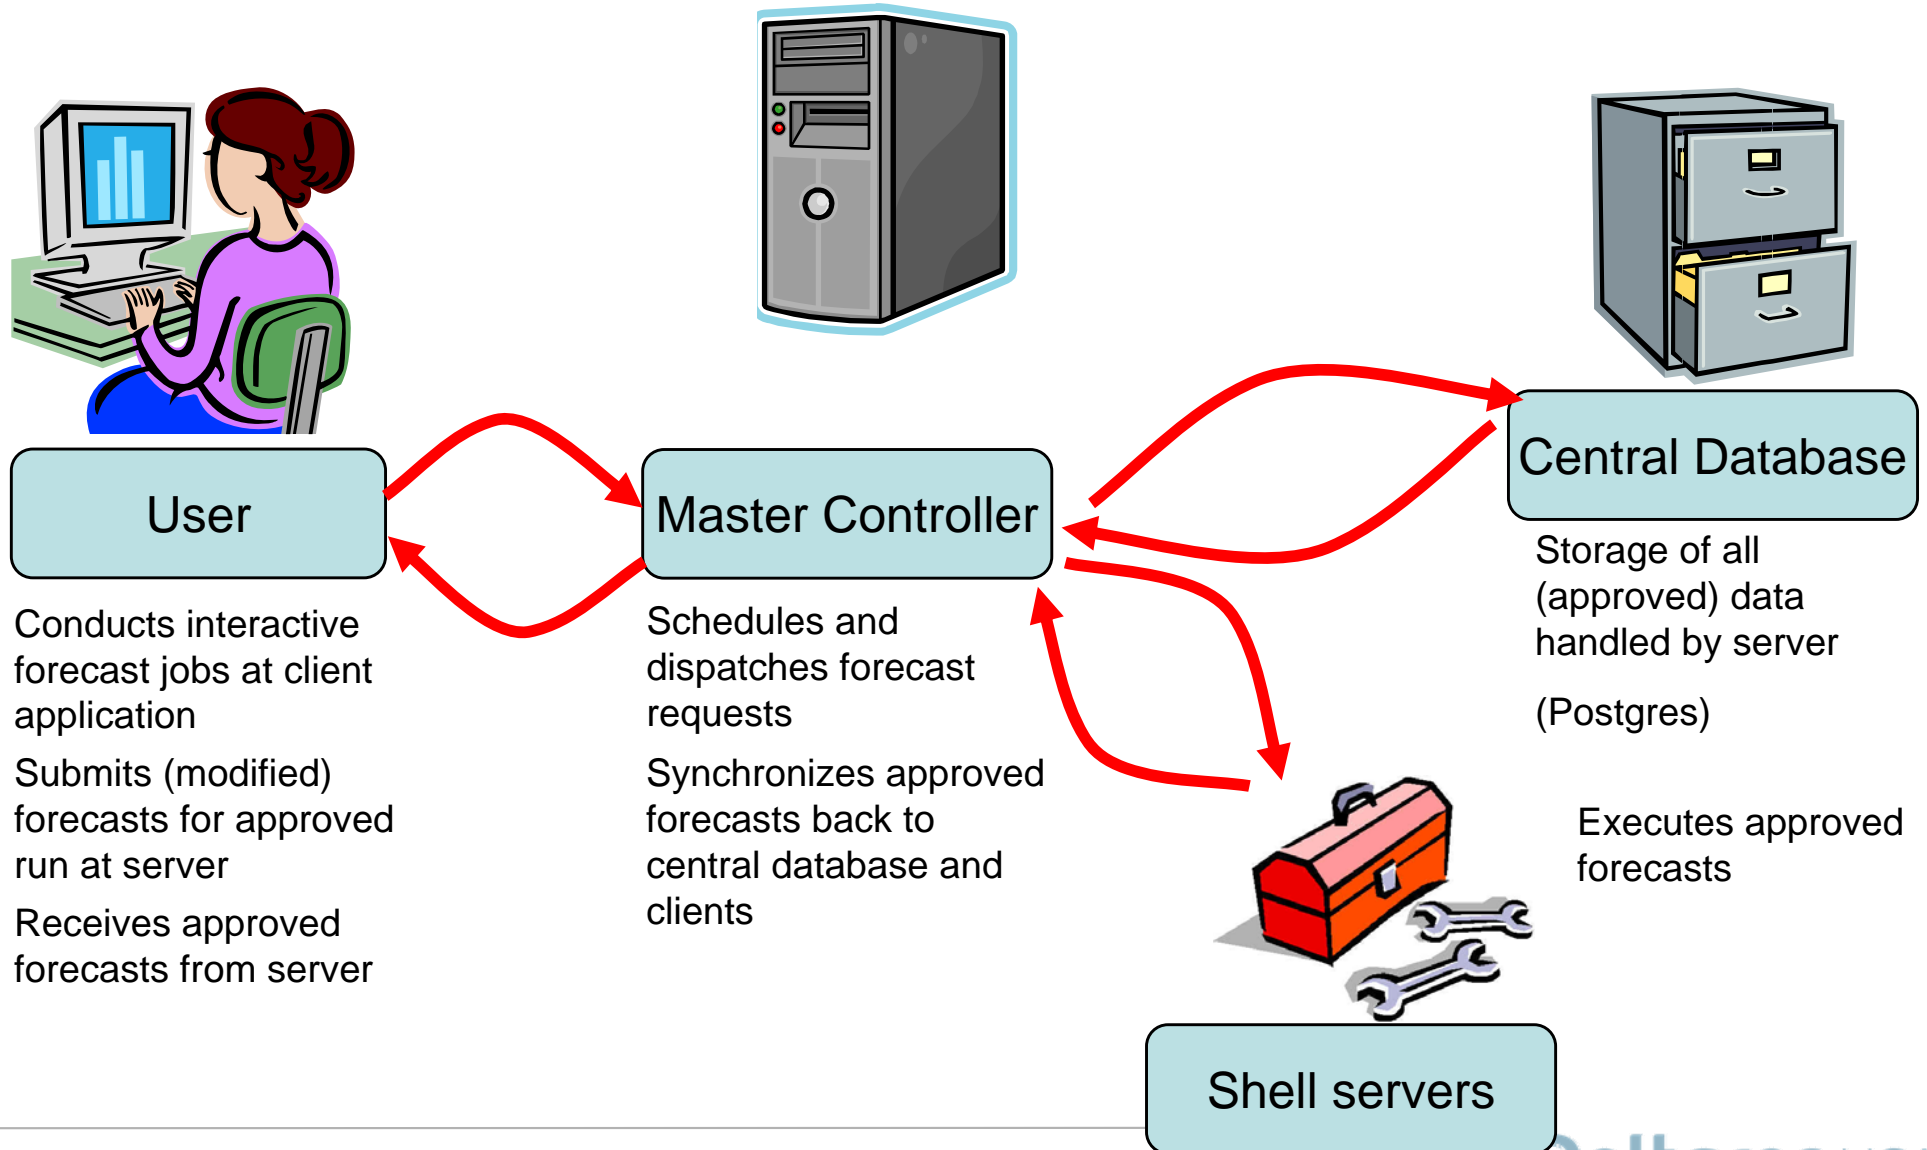 User
Conducts interactive
forecast jobs at client
application
Submits (modified)
forecasts for approved
run at server
Receives approved
forecasts from server
Master Controller
Schedules and
dispatches forecast
requests
Synchronizes approved
forecasts back to
central database and
clients
Central Database
Storage of all
(approved) data
handled by server
(Postgres)
Executes approved
forecasts
Shell servers